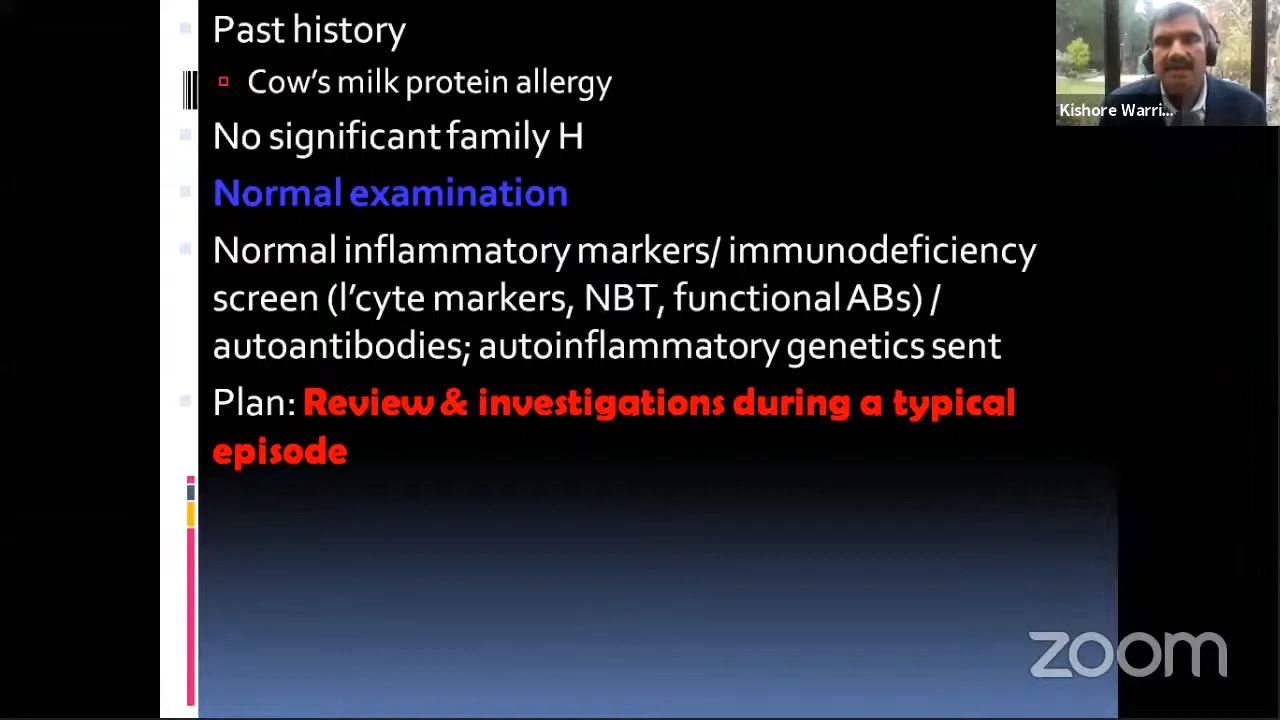 Past history
Cow's milk protein allergy
No significant family H
Normal examination
Normal inflammatory markers/ immunodeficiency
screen (l'cyte markers, NBT, functional ABs) /
autoantibodies; autoinflammatory genetics sent
Plan: Review & investigations during a typical
episode
Kishore Warri...
zoom